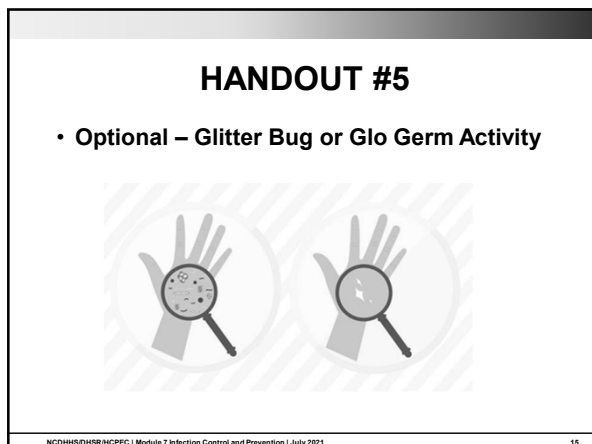 HANDOUT #5
• Optional – Glitter Bug or Glo Germ Activity
NCDHHS/DHSR/HCPEC | Module 7 Infection Control and Prevention | July 2021
15